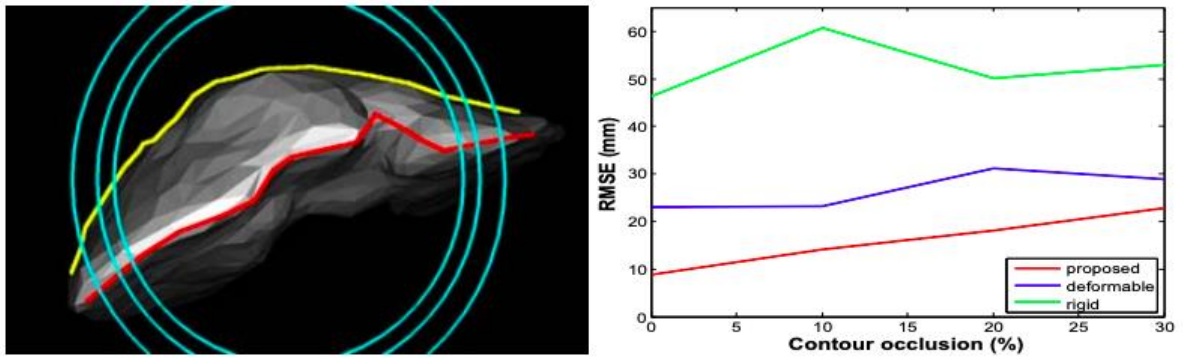 60
50
40
30
20
10
0
RMSE (mm)
proposed
deformable
rigid
0 5 10 15 20 25 30
Contour occlusion (%)